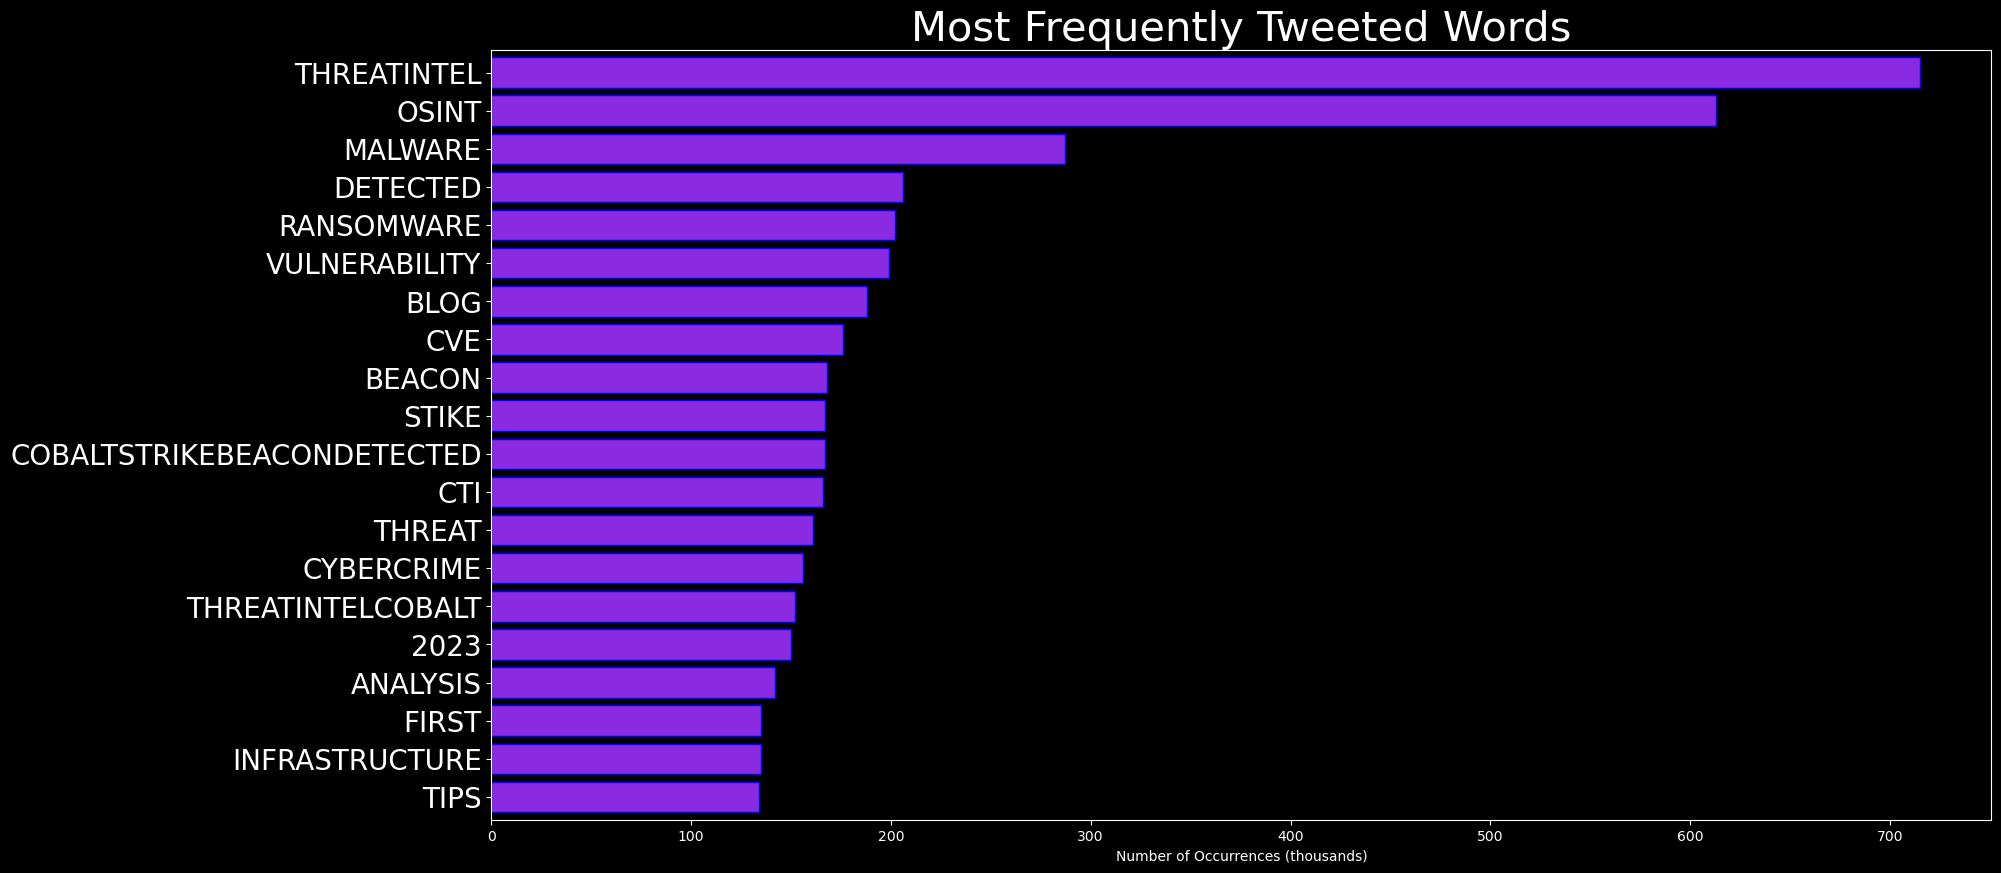 Most Frequently Tweeted Words
THREATINTEL
OSINT
MALWARE
DETECTED
RANSOMWARE
VULNERABILITY
BLOG
CVE
BEACON
STIKE
COBALTSTRIKEBEACONDETECTED
CTI
THREAT
CYBERCRIME
THREATINTELCOBALT
2023
ANALYSIS
FIRST
INFRASTRUCTURE
TIPS
0 100 200 300 400 500 600 700
Number of Occurrences (thousands)